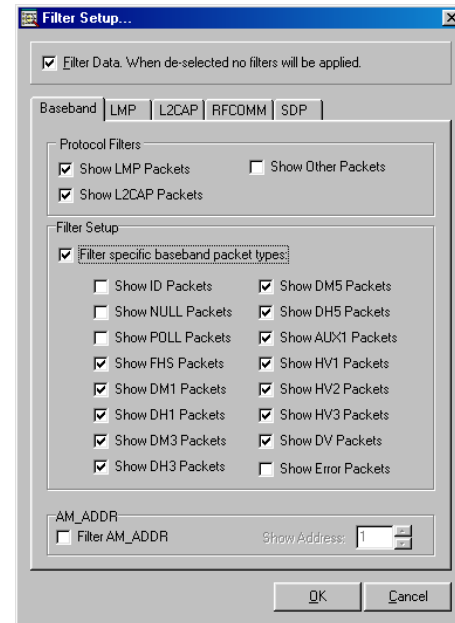 Filter Setup...
Filter Data. When de-selected no filters will be applied.
Baseband LMP L2CAP RFCOMM SDP
Protocol Filters
Show LMP Packets Show Other Packets
Show L2CAP Packets
Filter Setup
Filter specific baseband packet types:
Show ID Packets Show DM5 Packets
Show NULL Packets Show DH5 Packets
Show POLL Packets Show AUX1 Packets
Show FHS Packets Show HV1 Packets
Show DM1 Packets Show HV2 Packets
Show DH1 Packets Show HV3 Packets
Show DM3 Packets Show DV Packets
Show DH3 Packets Show Error Packets
AM_ADDR
Filter AM_ADDR Show Address: 1
OK Cancel